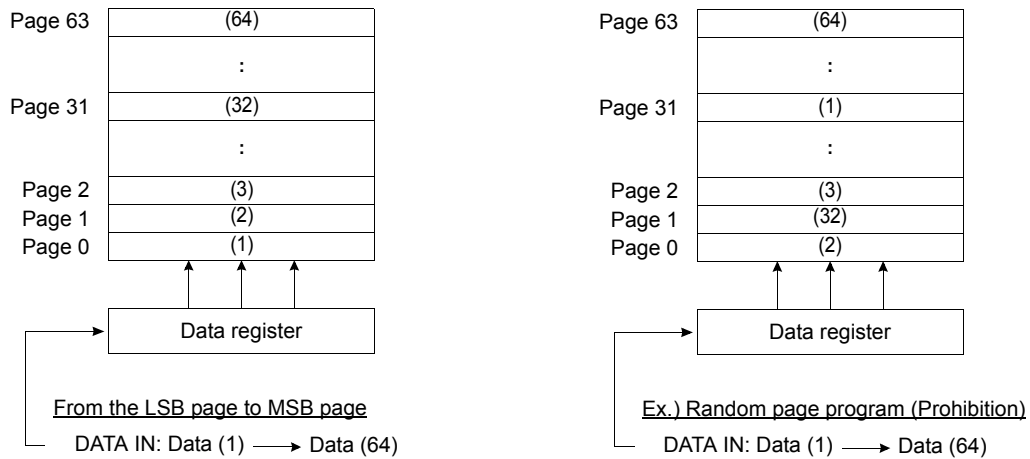 Page 63 (64)
:
Page 31 (32)
:
Page 2 (3)
Page 1 (2)
Page 0 (1)
Data register
From the LSB page to MSB page
DATA IN: Data (1) Data (64)
Page 63 (64)
:
Page 31 (1)
:
Page 2 (3)
Page 1 (32)
Page 0 (2)
Data register
Ex.) Random page program (Prohibition)
DATA IN: Data (1) Data (64)